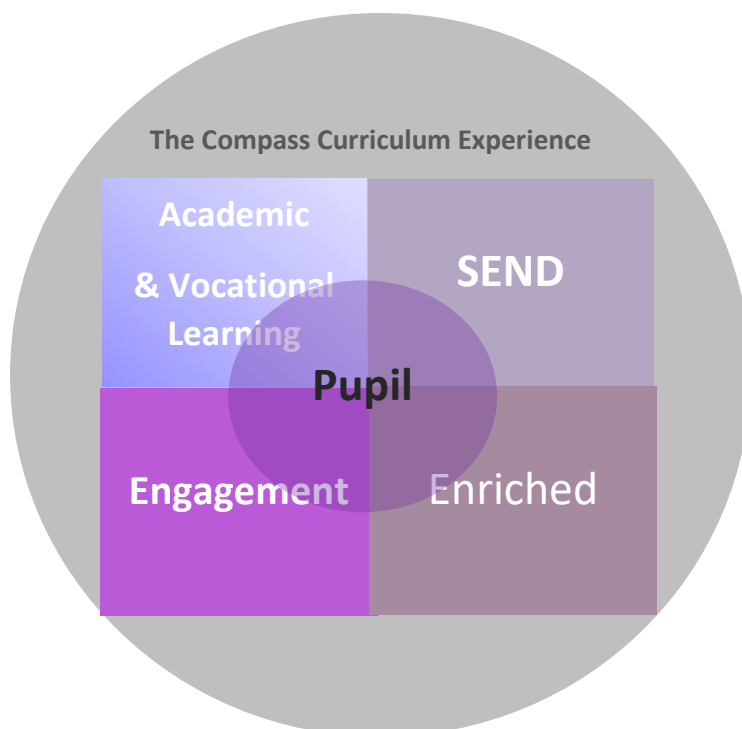 The Compass Curriculum Experience
Academic
& Vocational
Learning
SEND
Pupil
Engagement
Enriched